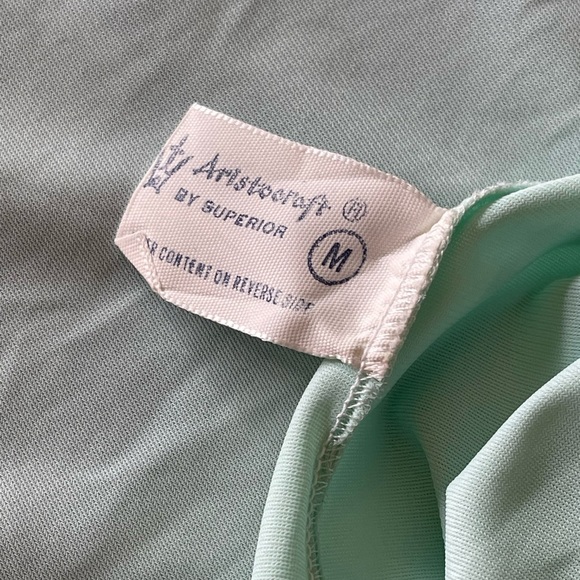 Aristocraft ®
BY SUPERIOR
M
CONTENT ON REVERSE SIDE